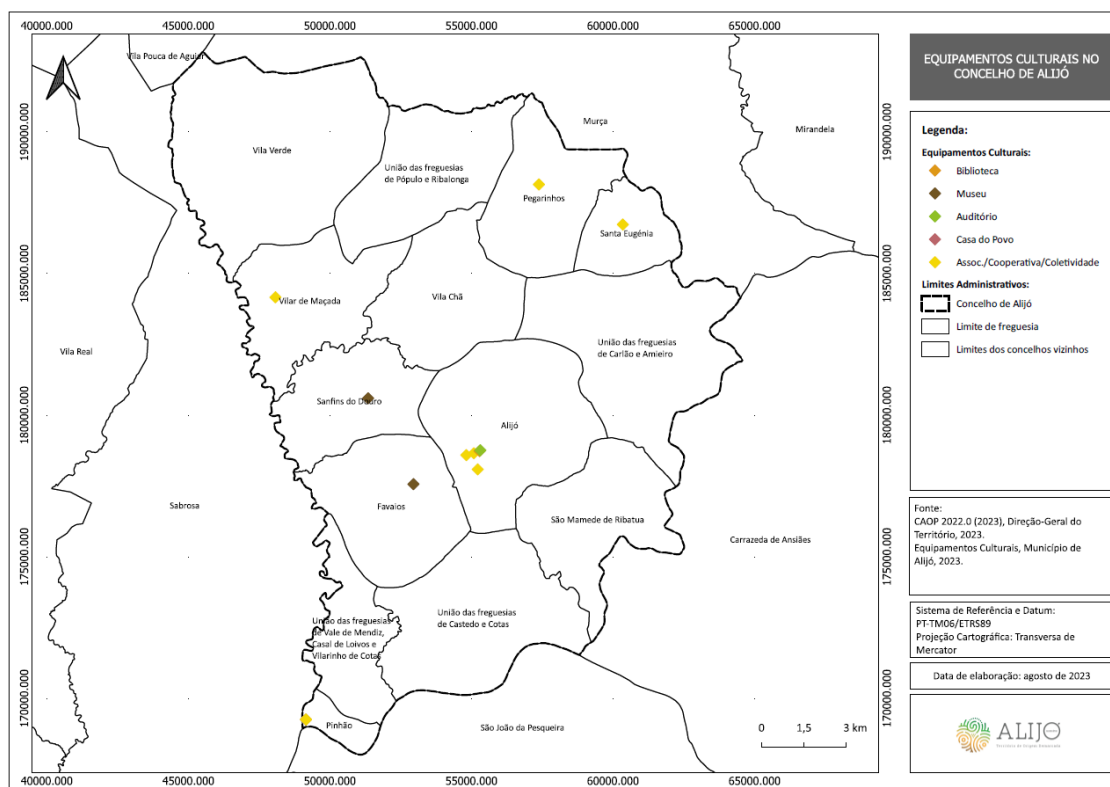 40000.000 45000.000 50000.000 55000.000 60000.000 65000.000
Vila Pouca de Aguiar
Murça
Mirandela
190000.000 190000.000
Vila Verde
União das freguesias
de Pópulo e Ribalonga
Pegarinhos
Santa Eugénia
185000.000 185000.000
Vilar de Maçada
Vila Chã
Vila Real
União das freguesias
de Carlão e Amieiro
180000.000 180000.000
Sanfins do Douro
Alijó
Sabrosa
Favaios
São Mamede de Ribatua
Carrazeda de Ansiães
175000.000 175000.000
União das freguesias
de Vale de Mendiz,
Casal de Loivos e
Vilarinho de Cotas
União das freguesias
de Castedo e Cotas
170000.000 170000.000
Pinhão
São João da Pesqueira
0 1,5 3 km
40000.000 45000.000 50000.000 55000.000 60000.000 65000.000
EQUIPAMENTOS CULTURAIS NO
CONCELHO DE ALIJÓ
Legenda:
Equipamentos Culturais:
Biblioteca
Museu
Auditório
Casa do Povo
Assoc./Cooperativa/Coletividade
Limites Administrativos:
Concelho de Alijó
Limite de freguesia
Limites dos concelhos vizinhos
Fonte:
CAOP 2022.0 (2023), Direção-Geral do
Território, 2023.
Equipamentos Culturais, Município de
Alijó, 2023.
Sistema de Referência e Datum:
PT-TM06/ETRS89
Projeção Cartográfica: Transversa de
Mercator
Data de elaboração: agosto de 2023
ALIJÓ